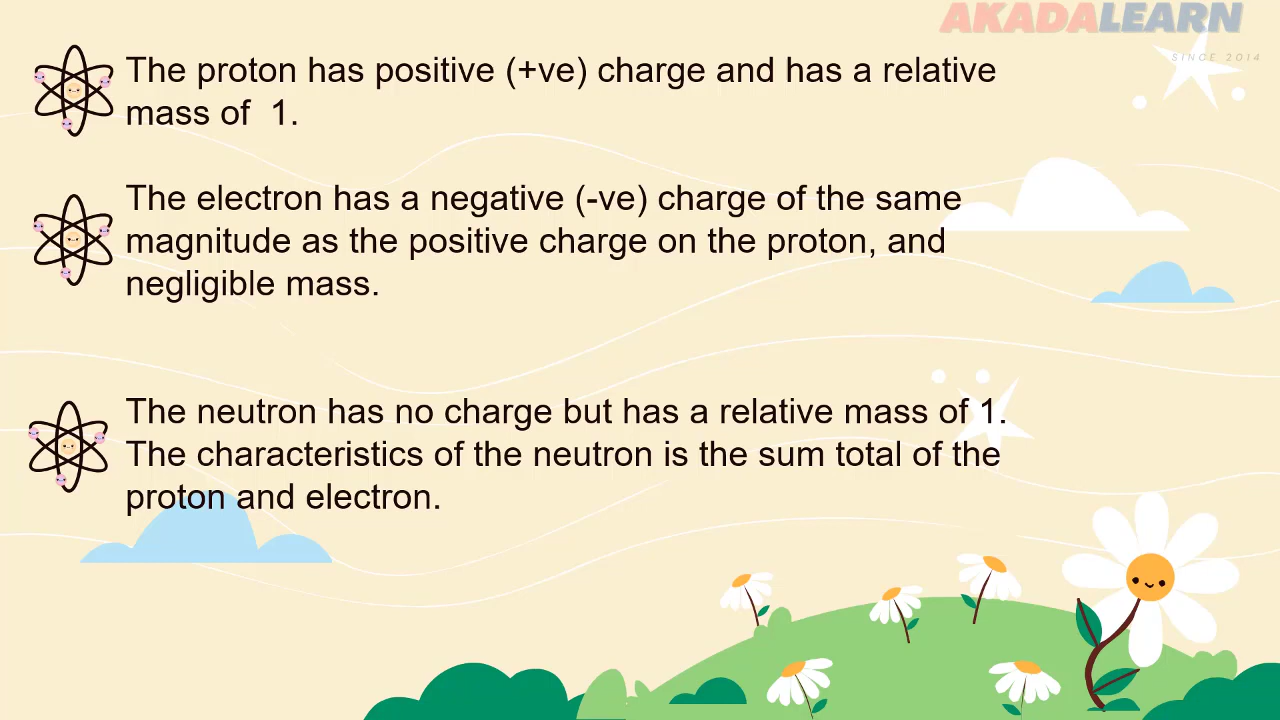 AKADALEARN
SINCE 2014
The proton has positive (+ve) charge and has a relative
mass of 1.
The electron has a negative (-ve) charge of the same
magnitude as the positive charge on the proton, and
negligible mass.
The neutron has no charge but has a relative mass of 1.
The characteristics of the neutron is the sum total of the
proton and electron.